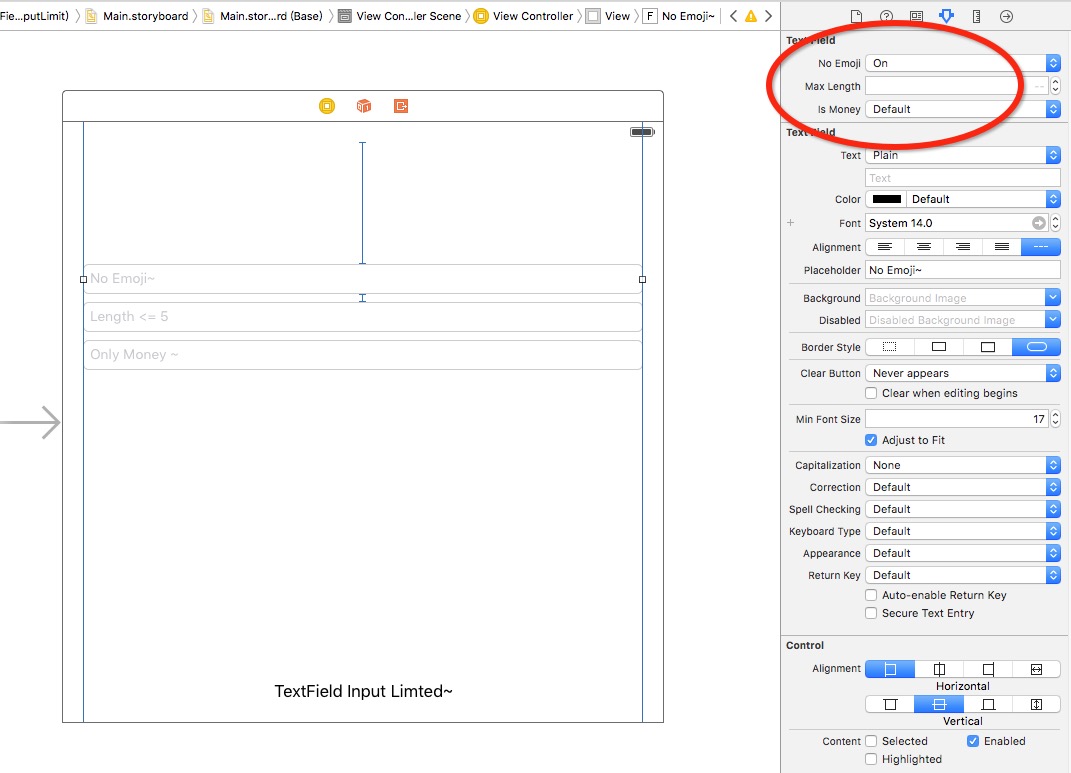 Fie...putLimit) Main.storyboard Main.stor...rd (Base) View Con...ler Scene View Controller View F No Emoji~
Text Field
No Emoji On
Max Length --
Is Money Default
Text Field
Text Plain
Text
Color Default
Font System 14.0
Alignment ---
Placeholder No Emoji~
Background Background Image
Disabled Disabled Background Image
Border Style
Clear Button Never appears
Clear when editing begins
Min Font Size 17
Adjust to Fit
Capitalization None
Correction Default
Spell Checking Default
Keyboard Type Default
Appearance Default
Return Key Default
Auto-enable Return Key
Secure Text Entry
Control
Alignment
Horizontal
Vertical
Content Selected Enabled
Highlighted
No Emoji~
Length <= 5
Only Money ~
TextField Input Limted~